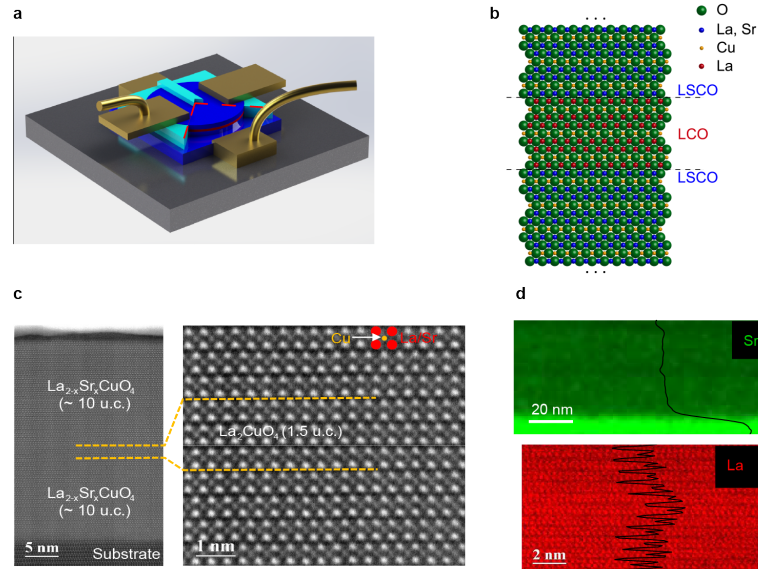 a
b
. . .
O
La, Sr
Cu
La
LSCO
LCO
LSCO
. . .
c
La2-xSrxCuO4
(~ 10 u.c.)
La2-xSrxCuO4
(~ 10 u.c.)
5 nm
Substrate
Cu
La/Sr
La2CuO4 (1.5 u.c.)
1 nm
d
Sr
20 nm
La
2 nm